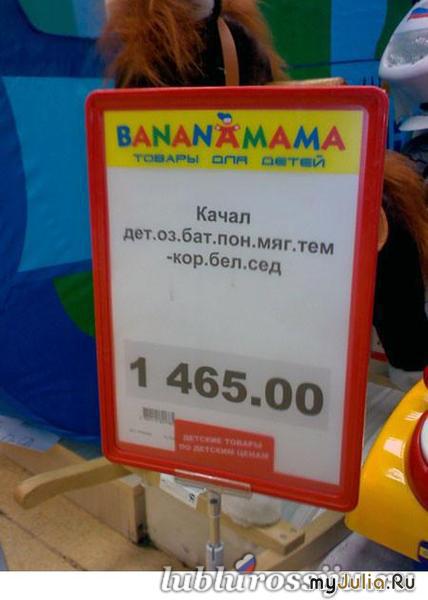 BANANAMAMA
ТОВАРЫ ДЛЯ ДЕТЕЙ
Качал
дет.оз.бат.пон.мяг.тем
-кор.бел.сед
1 465.00
ДЕТСКИЕ ТОВАРЫ
ПО ДЕТСКИМ ЦЕНАМ
lublurossiju.ru
myJulia.Ru